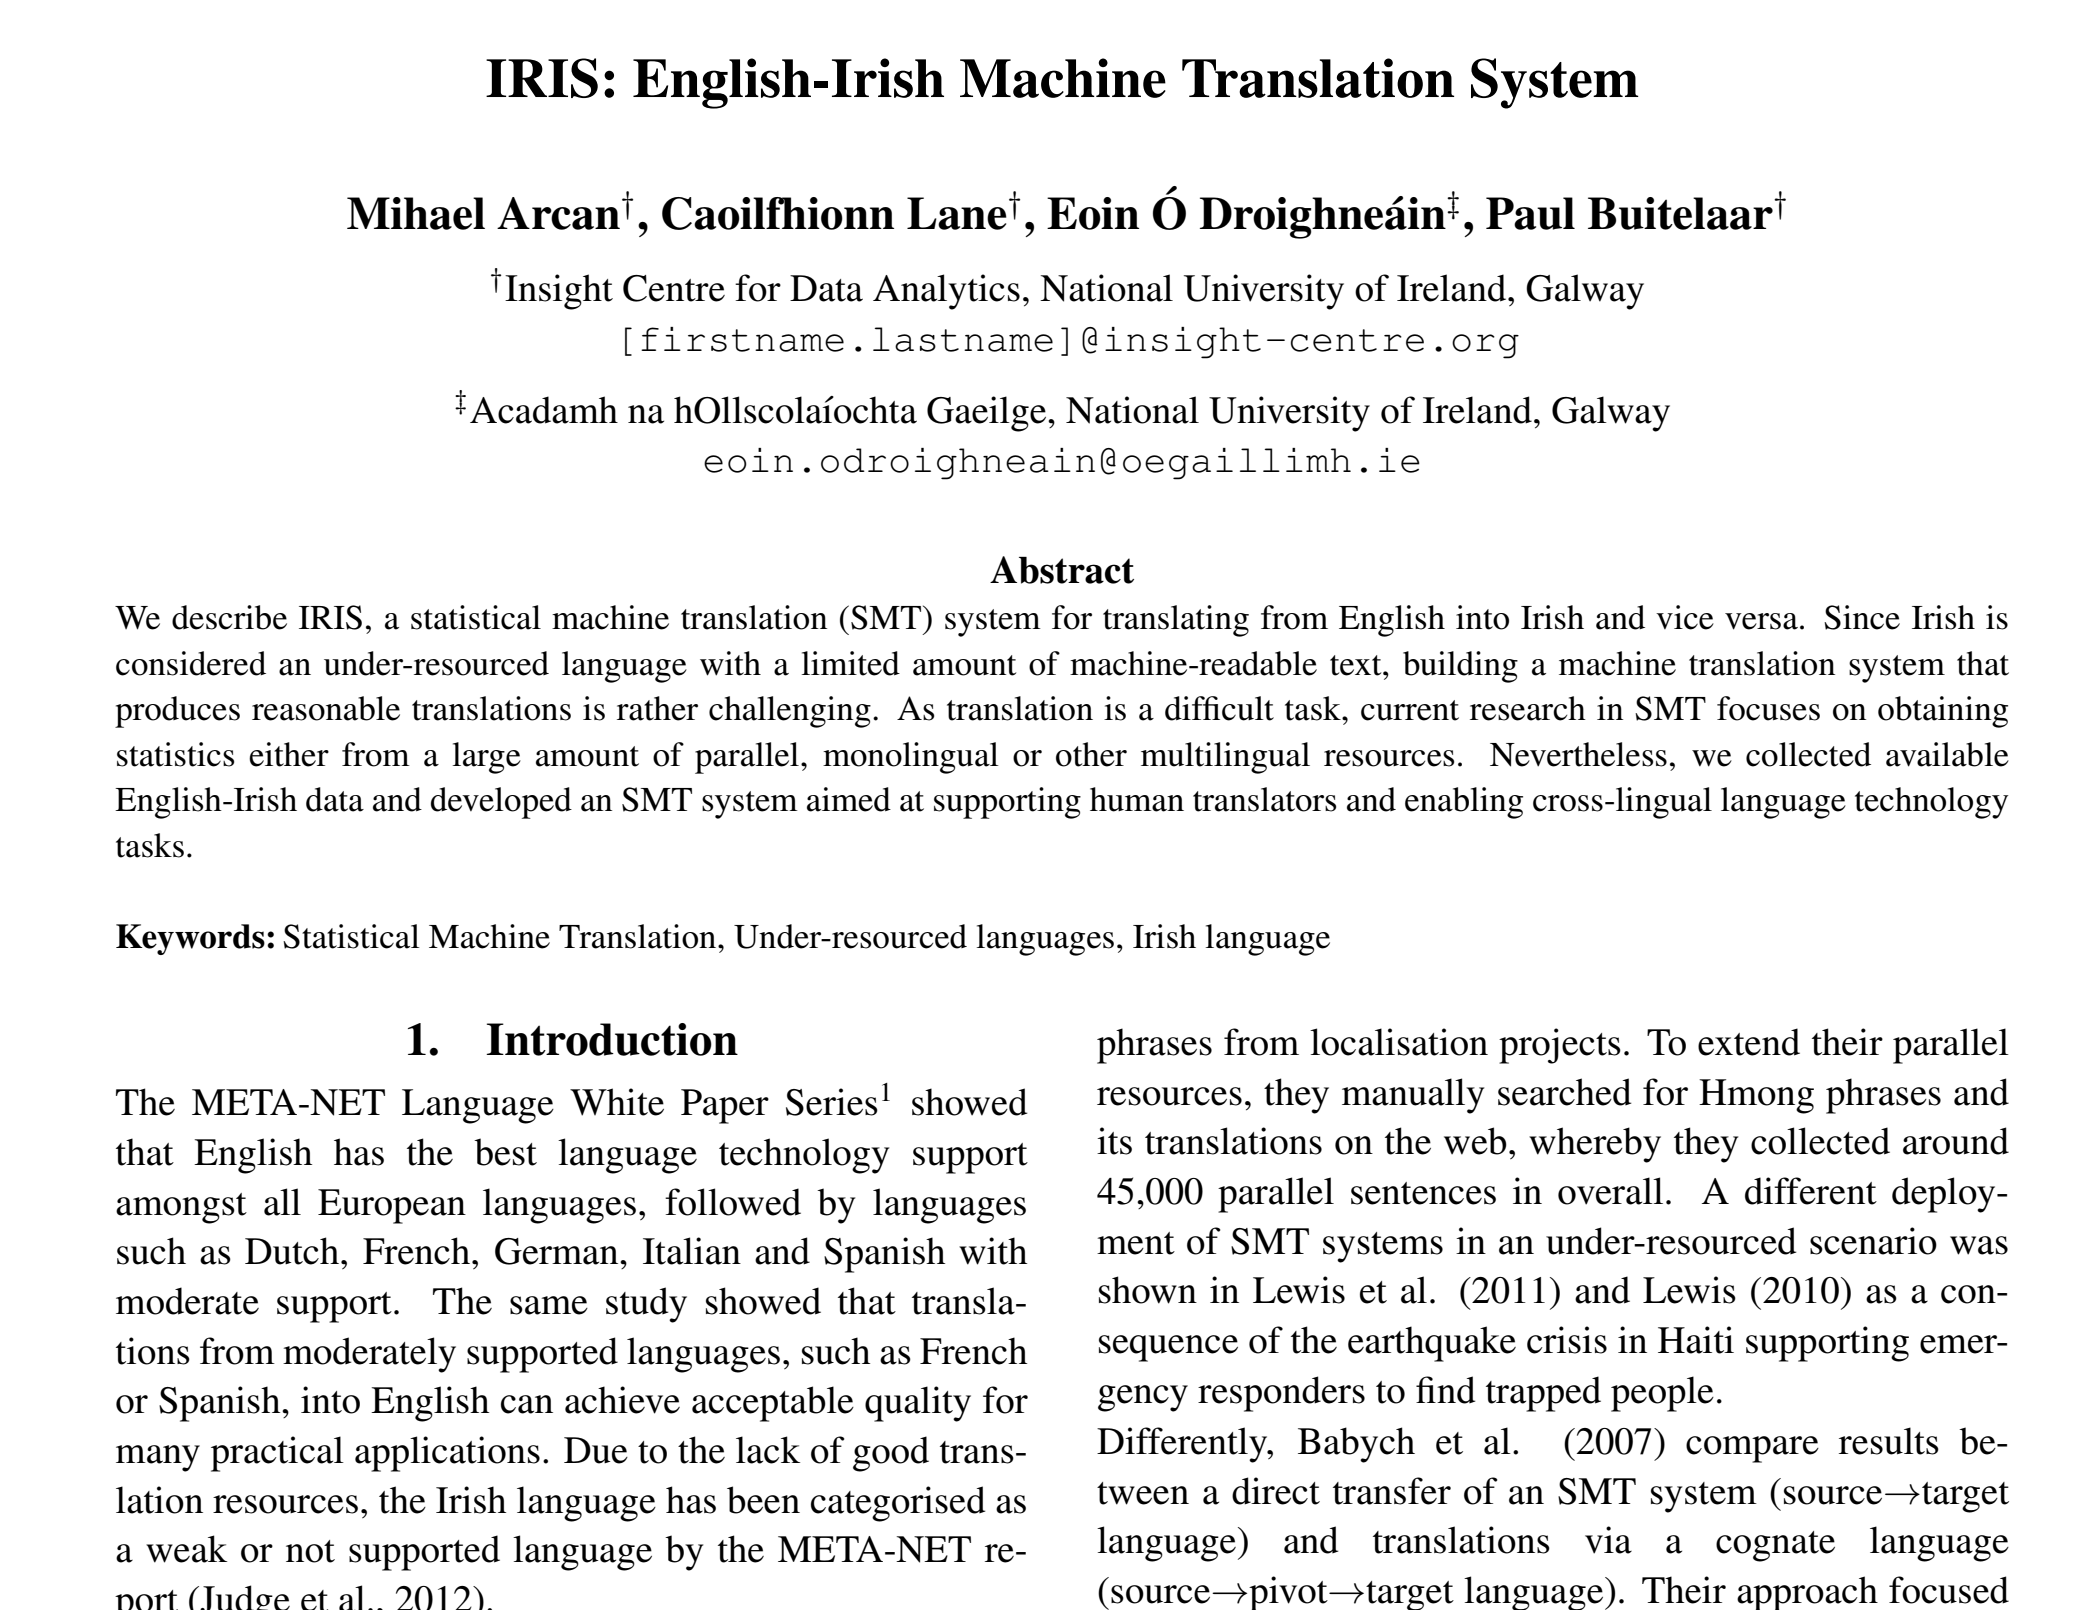 IRIS: English-Irish Machine Translation System
Mihael Arcan†, Caoilfhionn Lane†, Eoin Ó Droighneáin‡, Paul Buitelaar†
†Insight Centre for Data Analytics, National University of Ireland, Galway
[firstname.lastname]@insight-centre.org
‡Acadamh na hOllscolaíochta Gaeilge, National University of Ireland, Galway
eoin.odroighneain@oegaillimh.ie
Abstract
We describe IRIS, a statistical machine translation (SMT) system for translating from English into Irish and vice versa. Since Irish is
considered an under-resourced language with a limited amount of machine-readable text, building a machine translation system that
produces reasonable translations is rather challenging. As translation is a difficult task, current research in SMT focuses on obtaining
statistics either from a large amount of parallel, monolingual or other multilingual resources. Nevertheless, we collected available
English-Irish data and developed an SMT system aimed at supporting human translators and enabling cross-lingual language technology
tasks.
Keywords: Statistical Machine Translation, Under-resourced languages, Irish language
1. Introduction
The META-NET Language White Paper Series1 showed
that English has the best language technology support
amongst all European languages, followed by languages
such as Dutch, French, German, Italian and Spanish with
moderate support. The same study showed that transla-
tions from moderately supported languages, such as French
or Spanish, into English can achieve acceptable quality for
many practical applications. Due to the lack of good trans-
lation resources, the Irish language has been categorised as
a weak or not supported language by the META-NET re-
port (Judge et al., 2012).
phrases from localisation projects. To extend their parallel
resources, they manually searched for Hmong phrases and
its translations on the web, whereby they collected around
45,000 parallel sentences in overall. A different deploy-
ment of SMT systems in an under-resourced scenario was
shown in Lewis et al. (2011) and Lewis (2010) as a con-
sequence of the earthquake crisis in Haiti supporting emer-
gency responders to find trapped people.
Differently, Babych et al. (2007) compare results be-
tween a direct transfer of an SMT system (source→target
language) and translations via a cognate language
(source→pivot→target language). Their approach focused